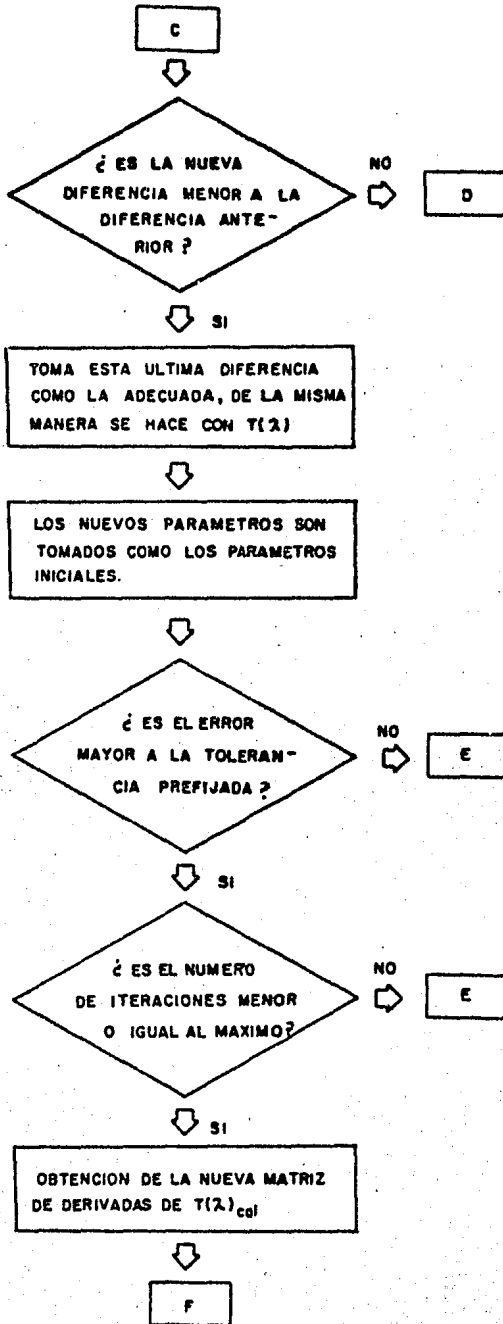 C
¿ ES LA NUEVA
DIFERENCIA MENOR A LA
DIFERENCIA ANTE-
RIOR ?
NO
D
SI
TOMA ESTA ULTIMA DIFERENCIA
COMO LA ADECUADA, DE LA MISMA
MANERA SE HACE CON T(λ)
LOS NUEVOS PARAMETROS SON
TOMADOS COMO LOS PARAMETROS
INICIALES.
¿ ES EL ERROR
MAYOR A LA TOLERAN-
CIA PREFIJADA ?
NO
E
SI
¿ ES EL NUMERO
DE ITERACIONES MENOR
O IGUAL AL MAXIMO?
NO
E
SI
OBTENCION DE LA NUEVA MATRIZ
DE DERIVADAS DE T(λ)cal
F